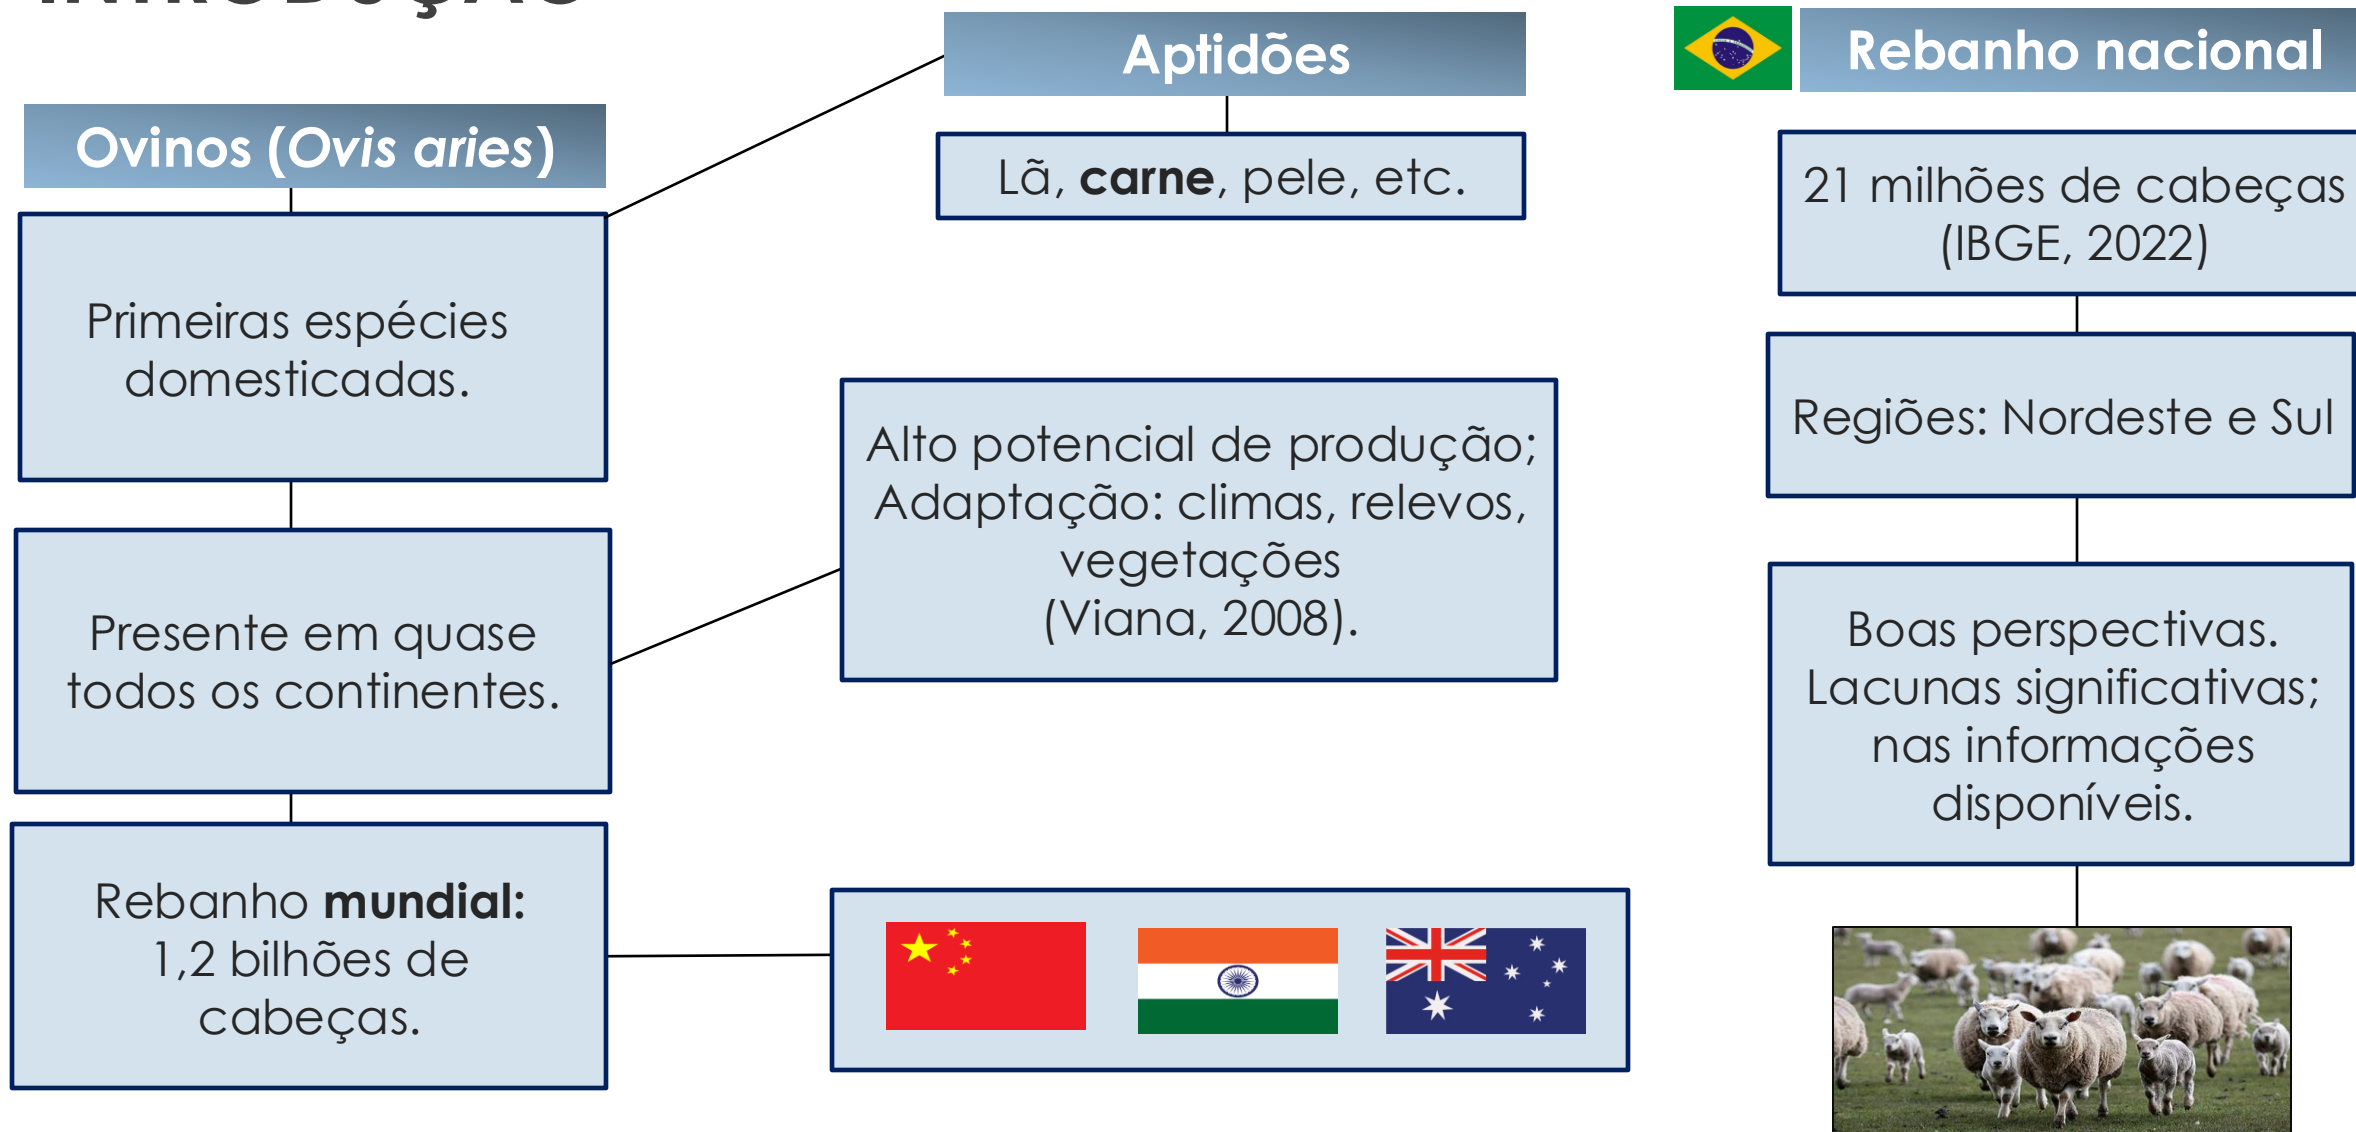 INTRODUÇÃO
Ovinos (Ovis aries)
Primeiras espécies
domesticadas.
Presente em quase
todos os continentes.
Rebanho mundial:
1,2 bilhões de
cabeças.
Aptidões
Lã, carne, pele, etc.
Alto potencial de produção;
Adaptação: climas, relevos,
vegetações
(Viana, 2008).
Rebanho nacional
21 milhões de cabeças
(IBGE, 2022)
Regiões: Nordeste e Sul
Boas perspectivas.
Lacunas significativas;
nas informações
disponíveis.